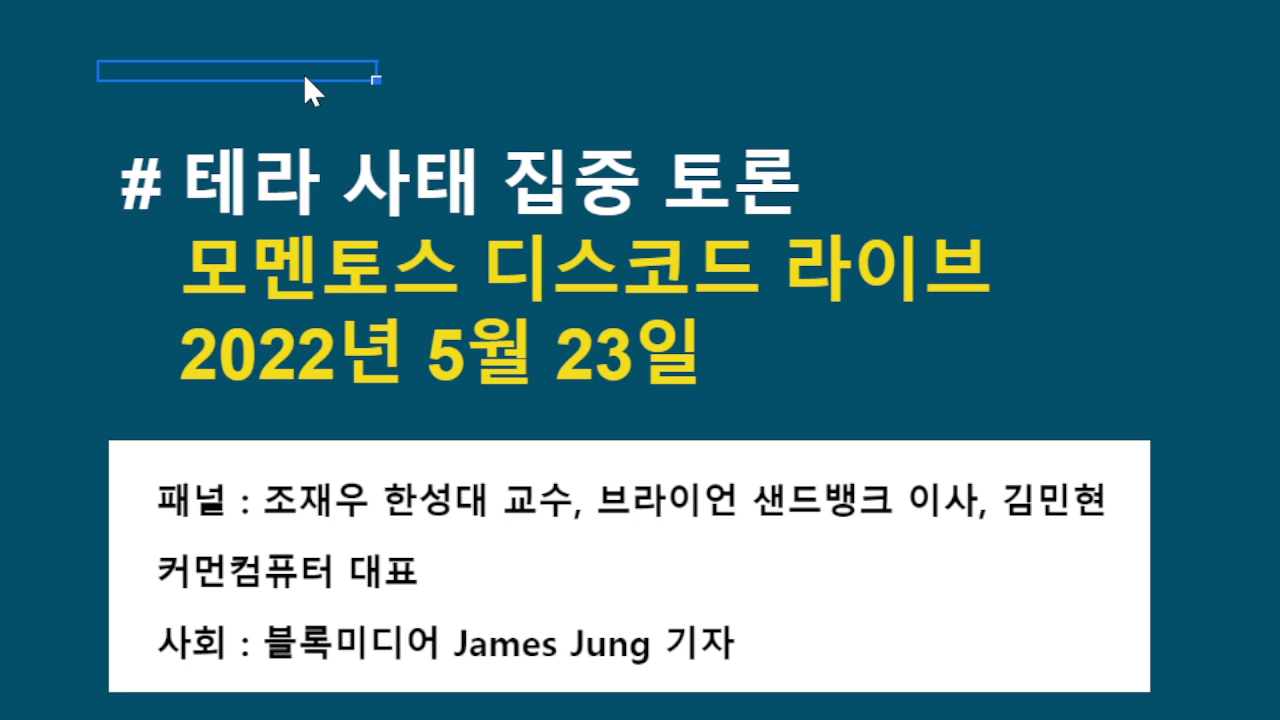 # 테라 사태 집중 토론
모멘토스 디스코드 라이브
2022년 5월 23일
패널 : 조재우 한성대 교수, 브라이언 샌드뱅크 이사, 김민현
커먼컴퓨터 대표
사회 : 블록미디어 James Jung 기자